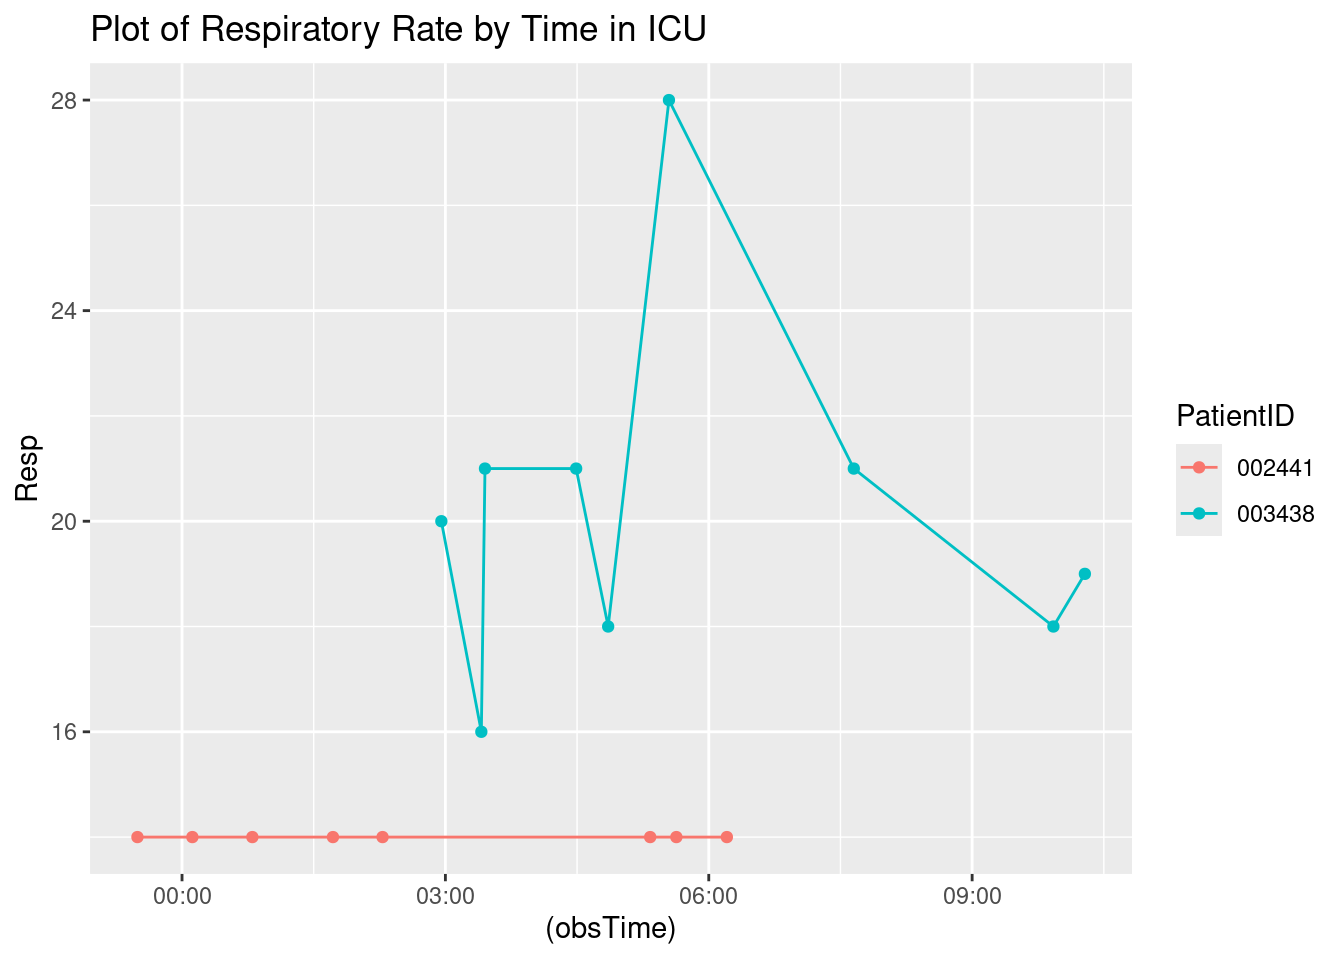 Plot of Respiratory Rate by Time in ICU
28
24
20
16
Resp
00:00
03:00
06:00
09:00
(obsTime)
PatientID
002441
003438